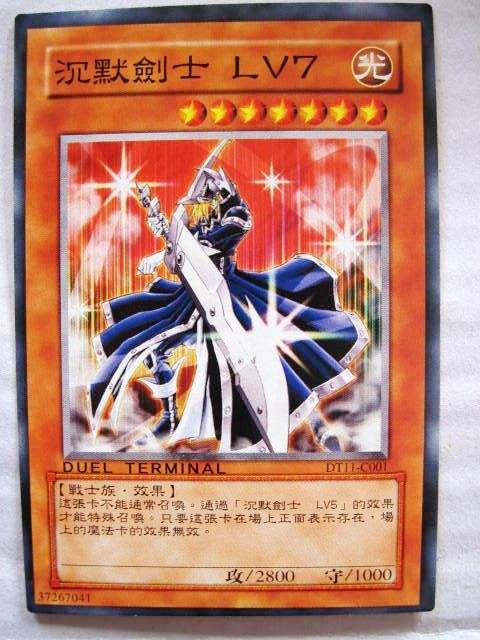 沉默劍士 LV7
光
DUEL TERMINAL
DT11-C001
【戰士族·效果】
這張卡不能通常召喚。通過「沉默劍士 LV5」的效果
才能特殊召喚。只要這張卡在場上正面表示存在，場
上的魔法卡的效果無效。
攻/2800 守/1000
37267041